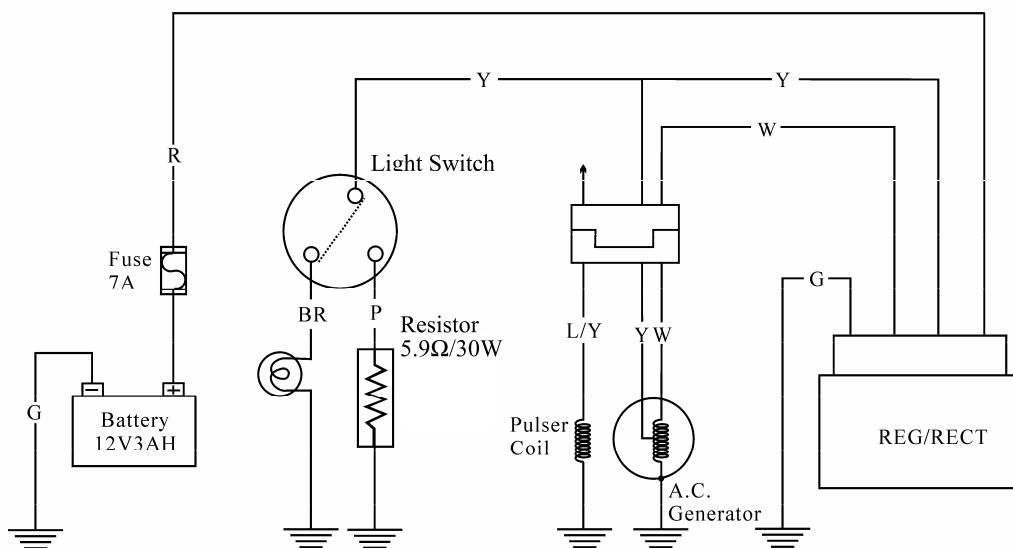 Y
Y
W
R
Light Switch
Fuse
7A
G
BR
P
L/Y
Y
W
Resistor
5.9Ω/30W
G
Battery
12V3AH
Pulser
Coil
REG/RECT
A.C.
Generator